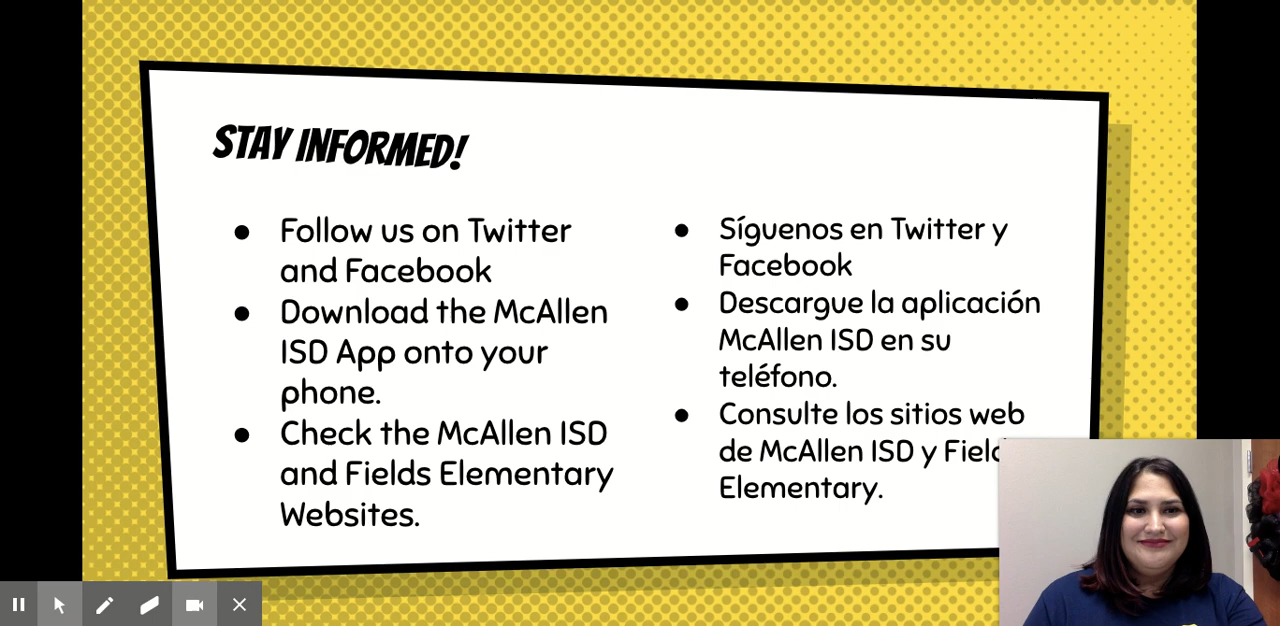 STAY INFORMED!
● Follow us on Twitter
and Facebook
● Download the McAllen
ISD App onto your
phone.
● Check the McAllen ISD
and Fields Elementary
Websites.
● Síguenos en Twitter y
Facebook
● Descargue la aplicación
McAllen ISD en su
teléfono.
● Consulte los sitios web
de McAllen ISD y
Elementary.